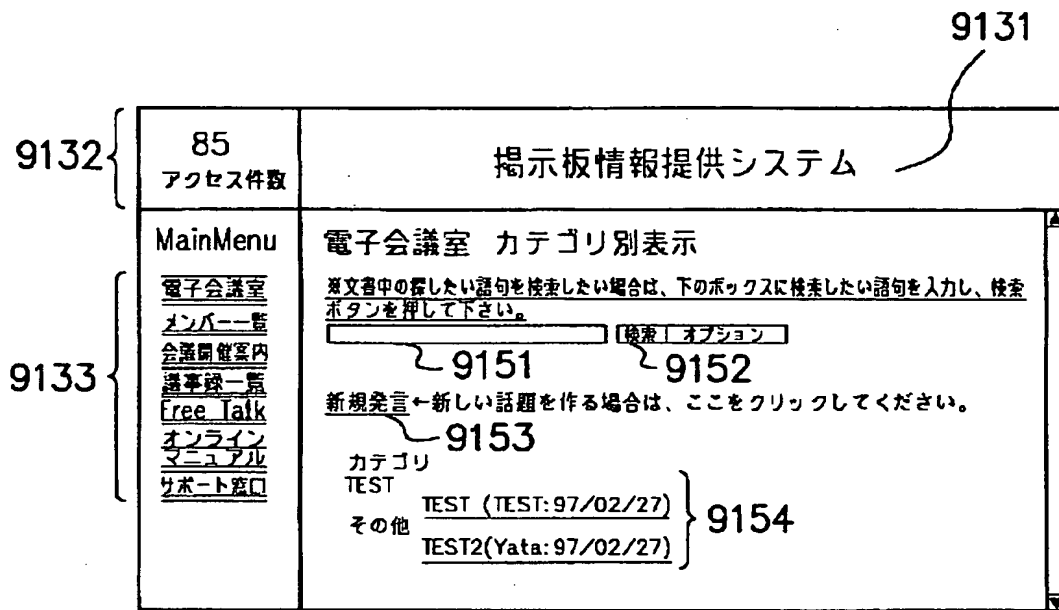 9131
9132
85
アクセス件数
掲示板情報提供システム
MainMenu
電子会議室
メンバー一覧
会議開催案内
議事録一覧
Free Talk
オンライン
マニュアル
サポート窓口
9133
電子会議室 カテゴリ別表示
※文書中の探したい語句を検索したい場合は、下のボックスに検索したい語句を入力し、検索
ボタンを押して下さい。
検索 オプション
9151
9152
新規発言←新しい話題を作る場合は、ここをクリックしてください。
9153
カテゴリ
TEST
TEST (TEST:97/02/27)
その他
TEST2(Yata:97/02/27)
9154